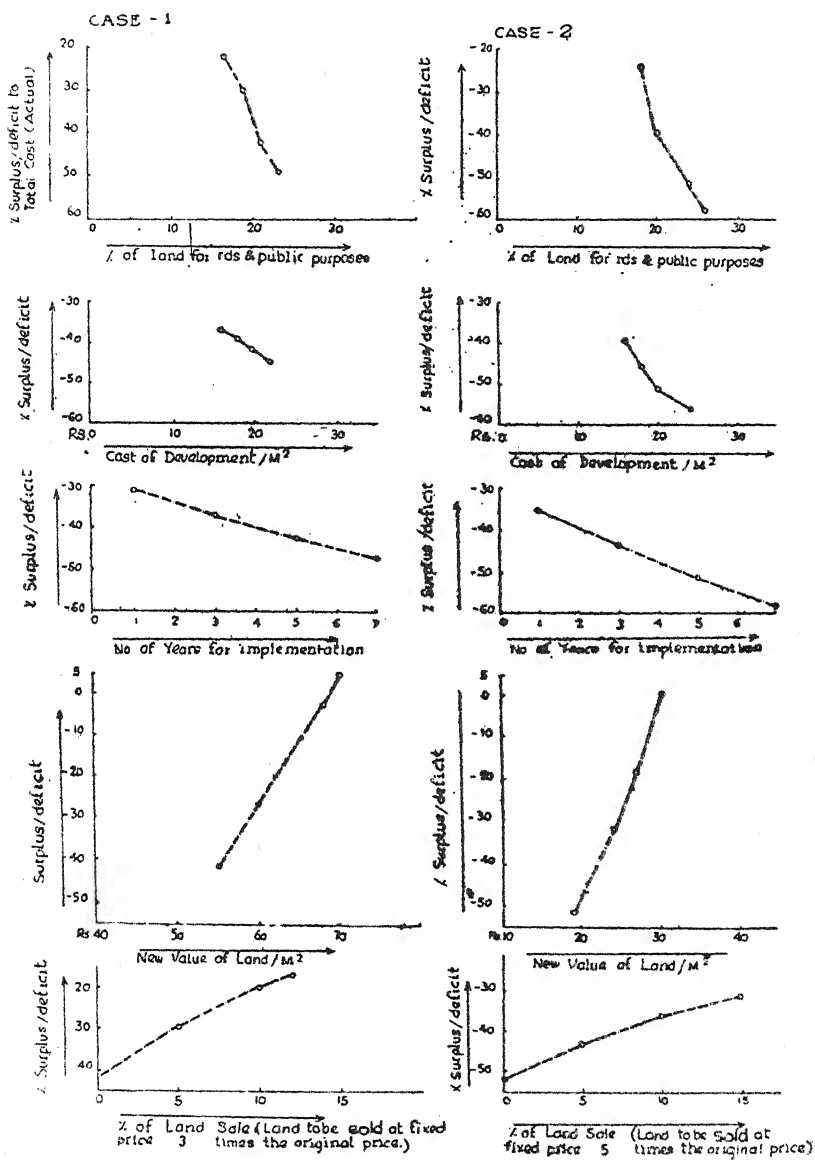 CASE - 1
20
30
40
50
60
% Surplus/deficit to
Total Cost (Actual)
0 10 20 30
% of land for rds & public purposes
CASE - 2
-20
-30
-40
-50
-60
% Surplus/deficit
0 10 20 30
% of Land for rds & public purposes
-30
-40
-50
-60
% Surplus/deficit
RS.0 10 20 30
Cost of Development /M²
-30
-40
-50
-60
% Surplus/deficit
10 20 30
Cost of Development /M²
-30
-40
-50
-60
% Surplus/deficit
0 1 2 3 4 5 6 7
No of Years for implementation
-30
-40
-50
-60
% Surplus/deficit
0 1 2 3 4 5 6
No of Years for implementation
5
0
-10
-20
-30
-40
-50
Surplus/deficit
Rs 40 50 60 70
New Value of Land/M²
5
0
-10
-20
-30
-40
-50
% Surplus/deficit
10 20 30 40
New Value of Land/M²
20
30
40
% Surplus/deficit
0 5 10 15
% of Land Sale (Land to be sold at fixed
price 3 times the original price.)
-30
-50
% Surplus/deficit
0 5 10 15
% of Land Sale (Land to be sold at
fixed price 5 times the original price)